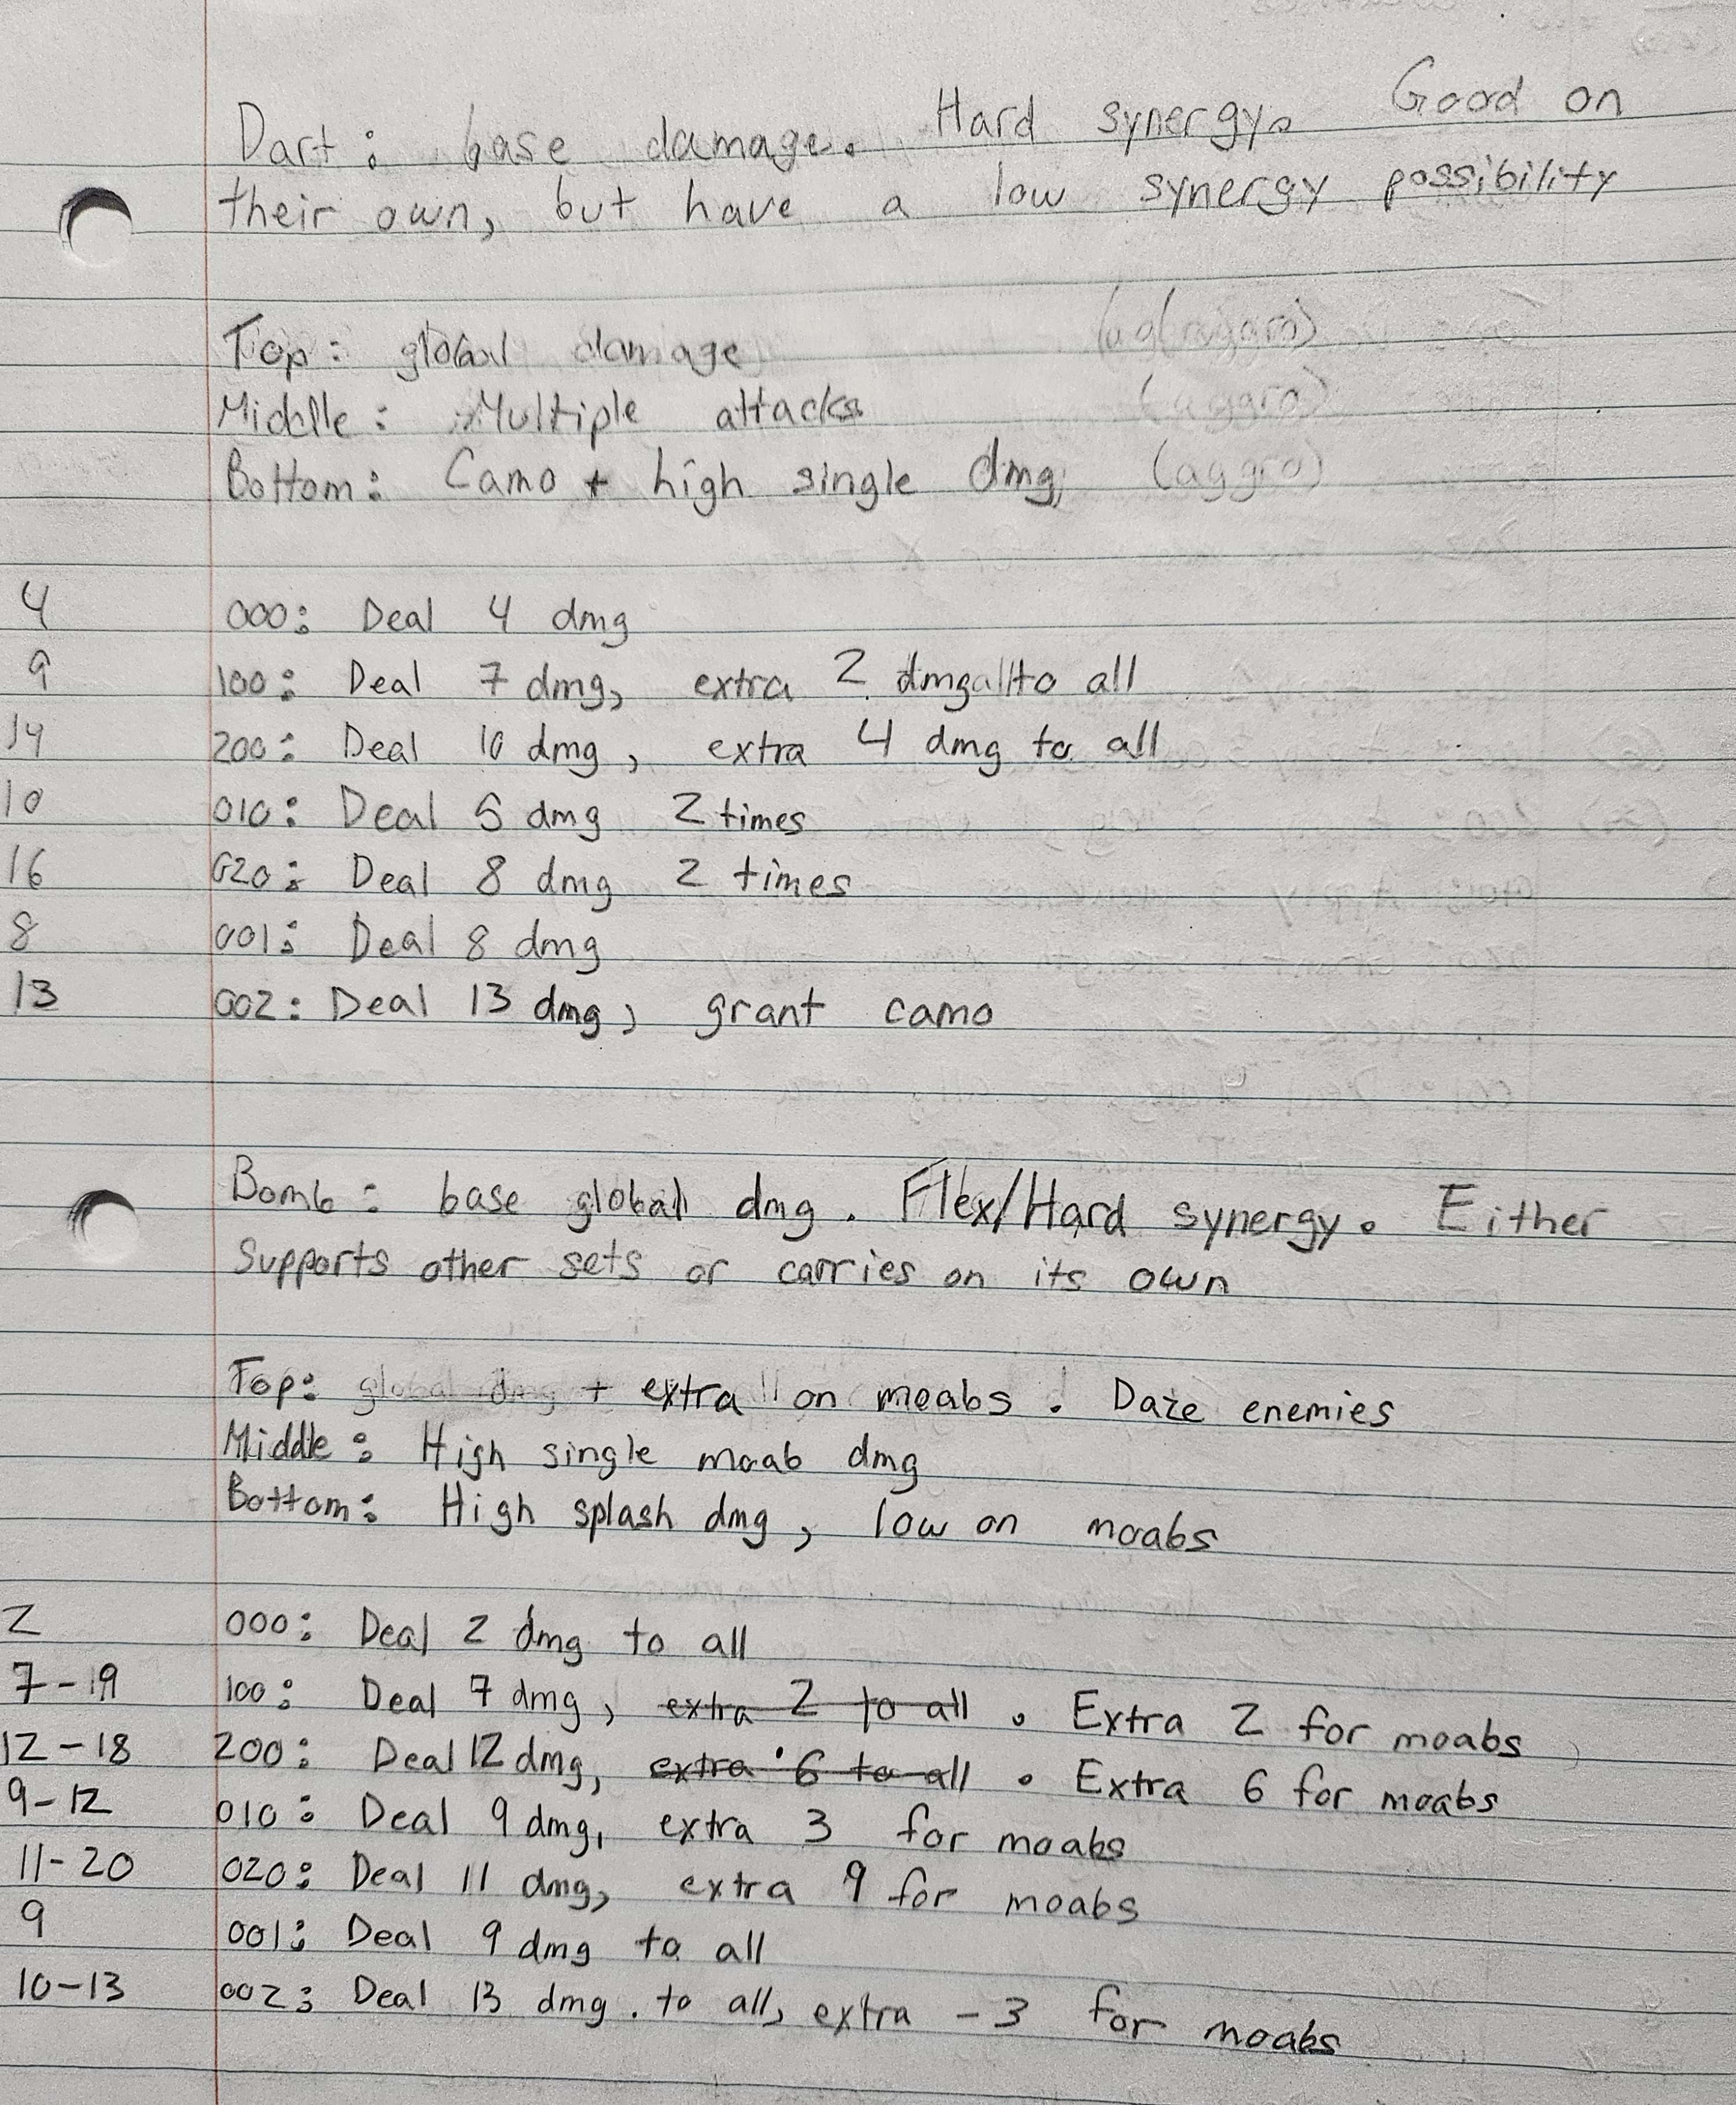 Dart: base damage. Hard synergy. Good on
their own, but have a low synergy possibility
Top: global damage (aggro)
Middle: Multiple attacks (aggro)
Bottom: Camo + high single dmg (aggro)
4 000: Deal 4 dmg
9 100: Deal 7 dmg, extra 2 dmg to all
14 200: Deal 10 dmg, extra 4 dmg to all
10 010: Deal 5 dmg 2 times
16 020: Deal 8 dmg 2 times
8 001: Deal 8 dmg
13 002: Deal 13 dmg, grant camo
Bomb: base global dmg. Flex/Hard synergy. Either
supports other sets or carries on its own
Top: global dmg + extra on moabs. Daze enemies
Middle: High single moab dmg
Bottom: High splash dmg, low on moabs
2 000: Deal 2 dmg to all
7-19 100: Deal 7 dmg, extra 2 to all. Extra 2 for moabs
12-18 200: Deal 12 dmg, extra 6 to all. Extra 6 for moabs
9-12 010: Deal 9 dmg, extra 3 for moabs
11-20 020: Deal 11 dmg, extra 9 for moabs
9 001: Deal 9 dmg to all
10-13 002: Deal 13 dmg. to all, extra -3 for moabs